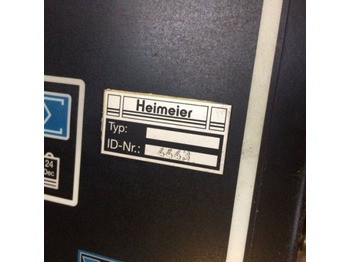 Heimeier
Typ:
ID-Nr.:
24
Dec